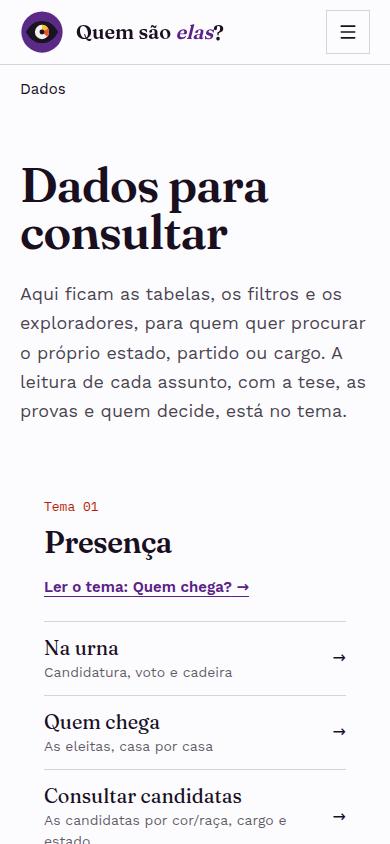 Quem são elas?
☰
Dados
Dados para
consultar
Aqui ficam as tabelas, os filtros e os
exploradores, para quem quer procurar
o próprio estado, partido ou cargo. A
leitura de cada assunto, com a tese, as
provas e quem decide, está no tema.
Tema 01
Presença
Ler o tema: Quem chega? →
Na urna
Candidatura, voto e cadeira
→
Quem chega
As eleitas, casa por casa
→
Consultar candidatas
As candidatas por cor/raça, cargo e
estado
→